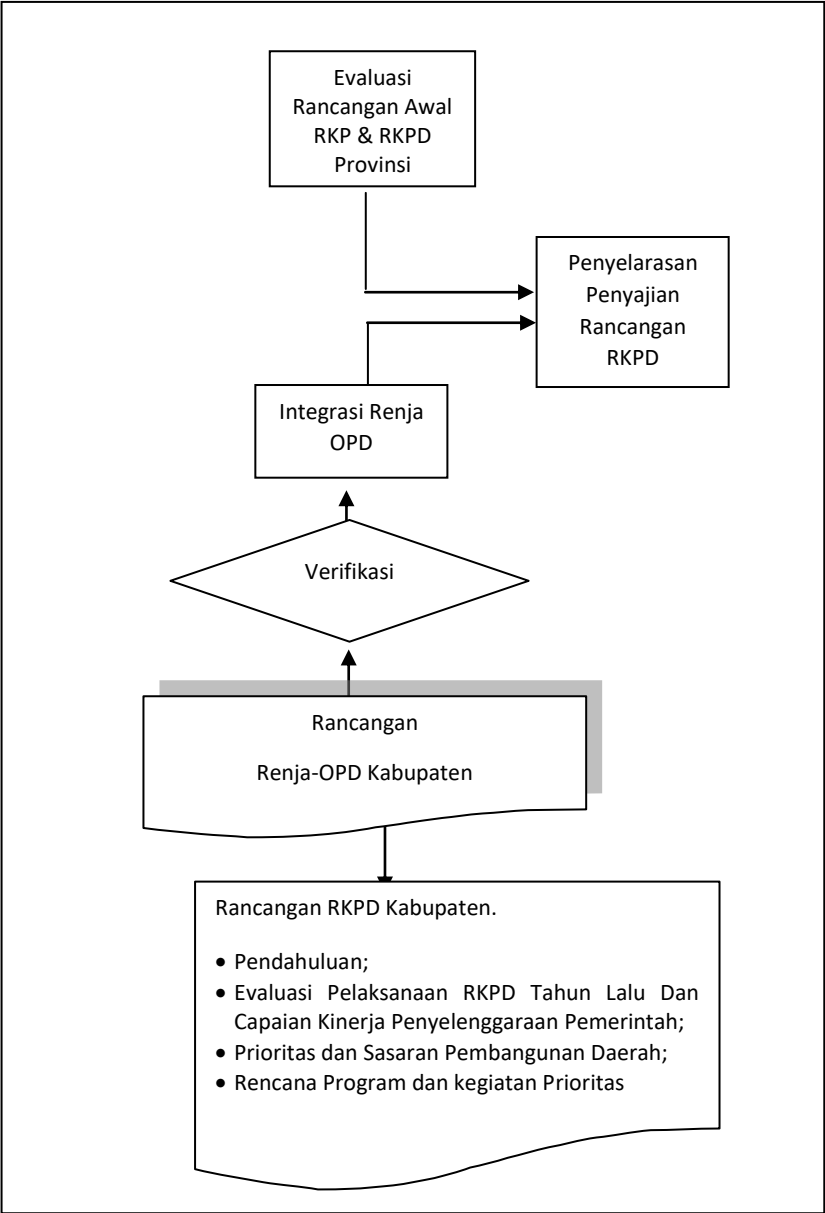 Evaluasi
Rancangan Awal
RKP & RKPD
Provinsi
Penyelarasan
Penyajian
Rancangan
RKPD
Integrasi Renja
OPD
Verifikasi
Rancangan
Renja-OPD Kabupaten
Rancangan RKPD Kabupaten.
• Pendahuluan;
• Evaluasi Pelaksanaan RKPD Tahun Lalu Dan
Capaian Kinerja Penyelenggaraan Pemerintah;
• Prioritas dan Sasaran Pembangunan Daerah;
• Rencana Program dan kegiatan Prioritas